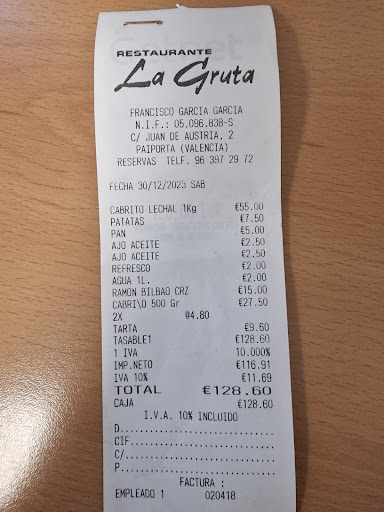 RESTAURANTE
La Gruta
FRANCISCO GARCIA GARCIA
N.I.F.: 05.096.838-S
C/ JUAN DE AUSTRIA, 2
PAIPORTA (VALENCIA)
RESERVAS TELF. 96 397 29 72
FECHA 30/12/2023 SAB
CABRITO LECHAL 1Kg €55.00
PATATAS €7.50
PAN €5.00
AJO ACEITE €2.50
AJO ACEITE €2.50
REFRESCO €2.00
AGUA 1L. €2.00
RAMON BILBAO CRZ €15.00
CABRI\O 500 Gr €27.50
2X @4.80
TARTA €9.60
TASABLE1 €128.60
1 IVA 10.000%
IMP.NETO €116.91
IVA 10% €11.69
TOTAL €128.60
CAJA €128.60
I.V.A. 10% INCLUIDO
D.
CIF.
C/.
P.
FACTURA :
EMPLEADO 1 020418